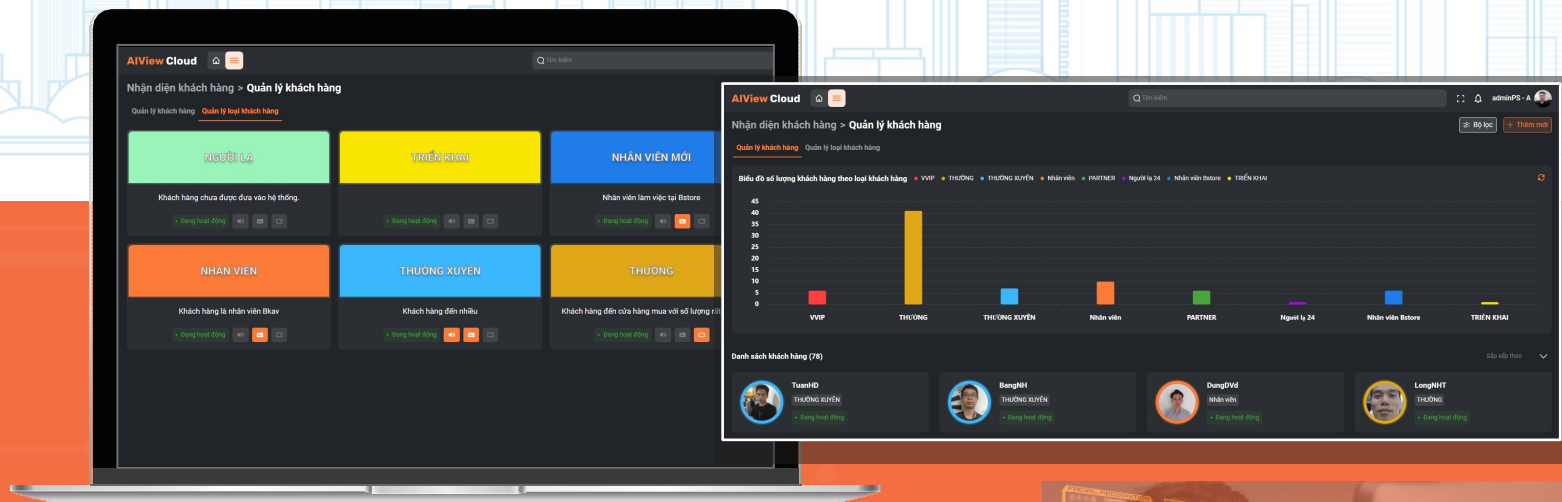 AIView Cloud
Tìm kiếm
Nhận diện khách hàng > Quản lý khách hàng
Quản lý khách hàng Quản lý loại khách hàng
NGƯỜI LẠ
TRIỂN KHAI
NHÂN VIÊN MỚI
Khách hàng chưa được đưa vào hệ thống.
Nhân viên làm việc tại Bstore
• Đang hoạt động
• Đang hoạt động
• Đang hoạt động
NHÂN VIÊN
THƯỜNG XUYÊN
THƯỜNG
Khách hàng là nhân viên Bkav
Khách hàng đến nhiều
Khách hàng đến cửa hàng mua với số lượng
• Đang hoạt động
• Đang hoạt động
• Đang hoạt động
AIView Cloud
Tìm kiếm
adminPS - A
Nhận diện khách hàng > Quản lý khách hàng
Bộ lọc
+ Thêm mới
Quản lý khách hàng Quản lý loại khách hàng
Biểu đồ số lượng khách hàng theo loại khách hàng • VVIP • THƯỜNG • THƯỜNG XUYÊN • Nhân viên • PARTNER • Người lạ 24 • Nhân viên Bstore • TRIỂN KHAI
45
40
35
30
25
20
15
10
5
0
VVIP THƯỜNG THƯỜNG XUYÊN Nhân viên PARTNER Người lạ 24 Nhân viên Bstore TRIỂN KHAI
Danh sách khách hàng (78)
Sắp xếp theo
TuanHD
THƯỜNG XUYÊN
• Đang hoạt động
BangNH
THƯỜNG XUYÊN
• Đang hoạt động
DungDVd
Nhân viên
• Đang hoạt động
LongNHT
THƯỜNG
• Đang hoạt động
FACIAL RECOGNITION